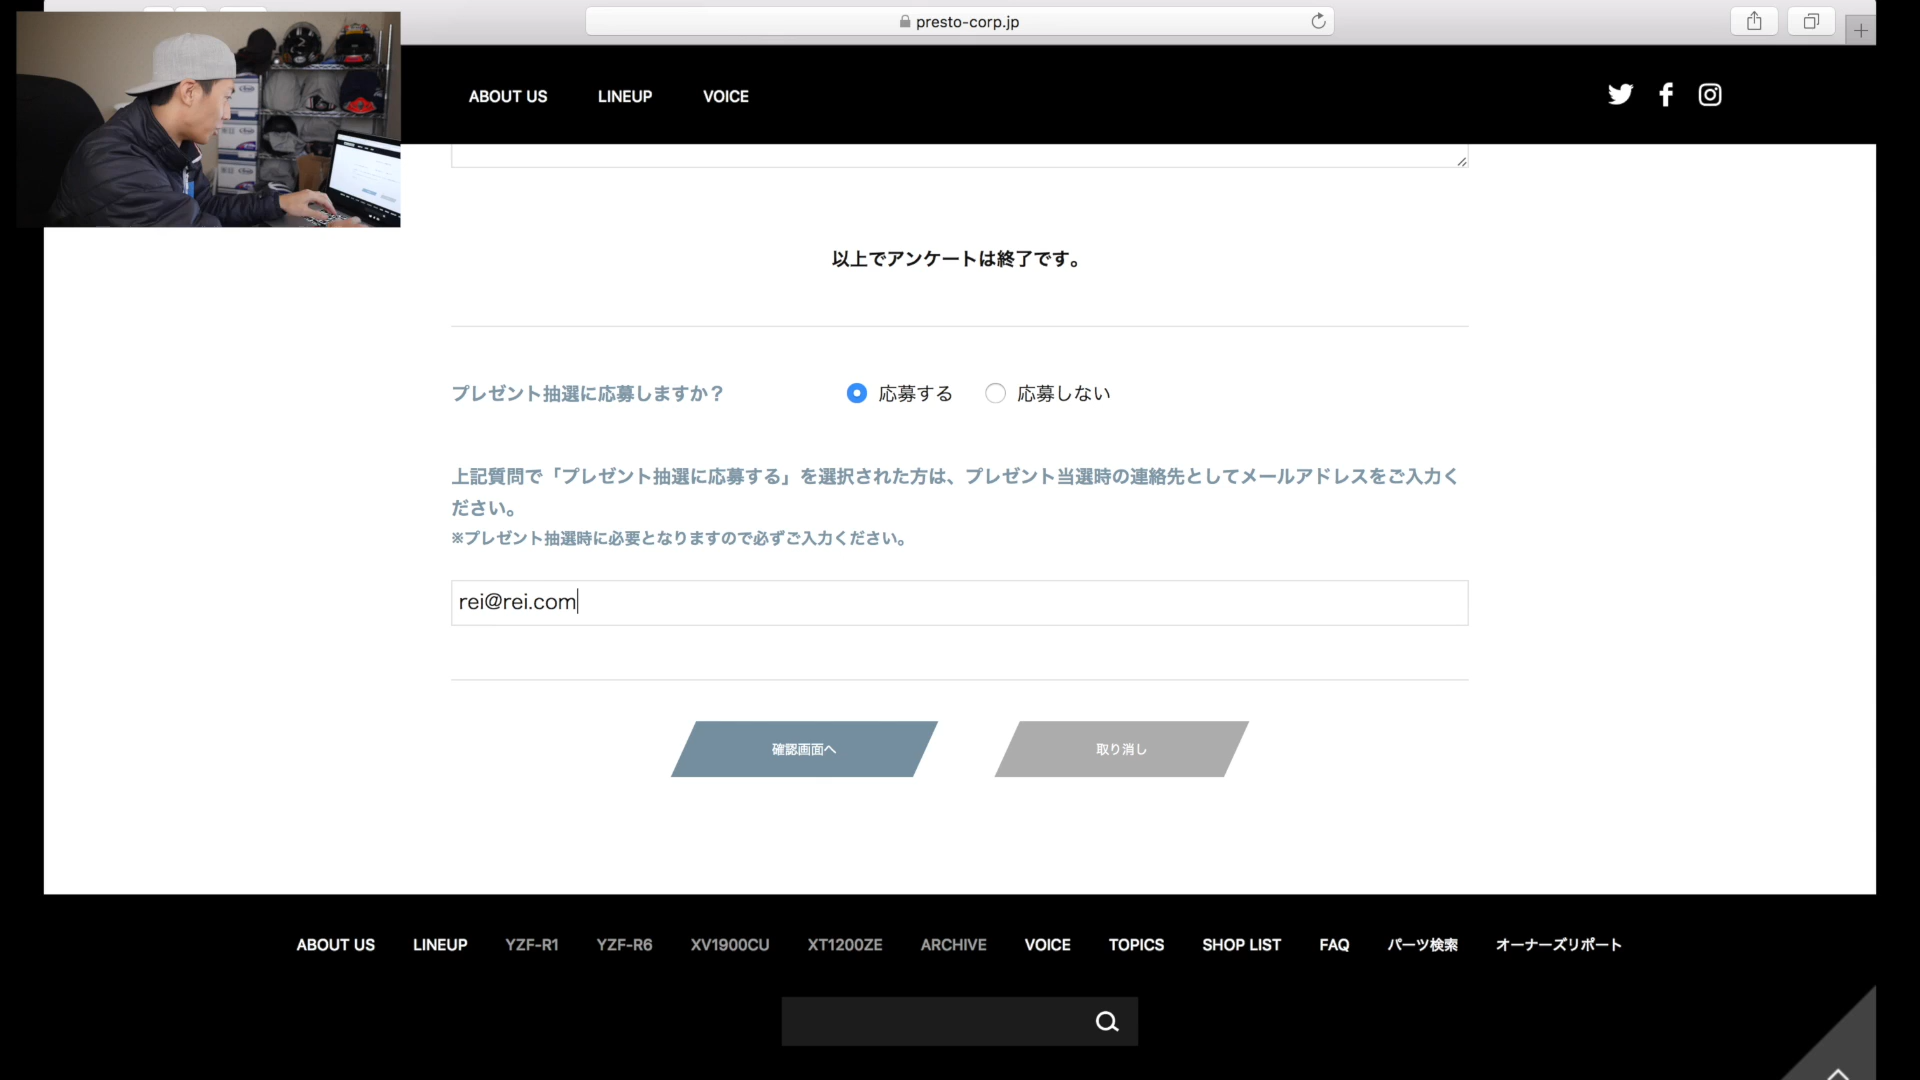 presto-corp.jp
ABOUT US LINEUP VOICE
以上でアンケートは終了です。
プレゼント抽選に応募しますか？ 応募する 応募しない
上記質問で「プレゼント抽選に応募する」を選択された方は、プレゼント当選時の連絡先としてメールアドレスをご入力く
ださい。
※プレゼント抽選時に必要となりますので必ずご入力ください。
rei@rei.com
確認画面へ 取り消し
ABOUT US LINEUP YZF-R1 YZF-R6 XV1900CU XT1200ZE ARCHIVE VOICE TOPICS SHOP LIST FAQ パーツ検索 オーナーズリポート